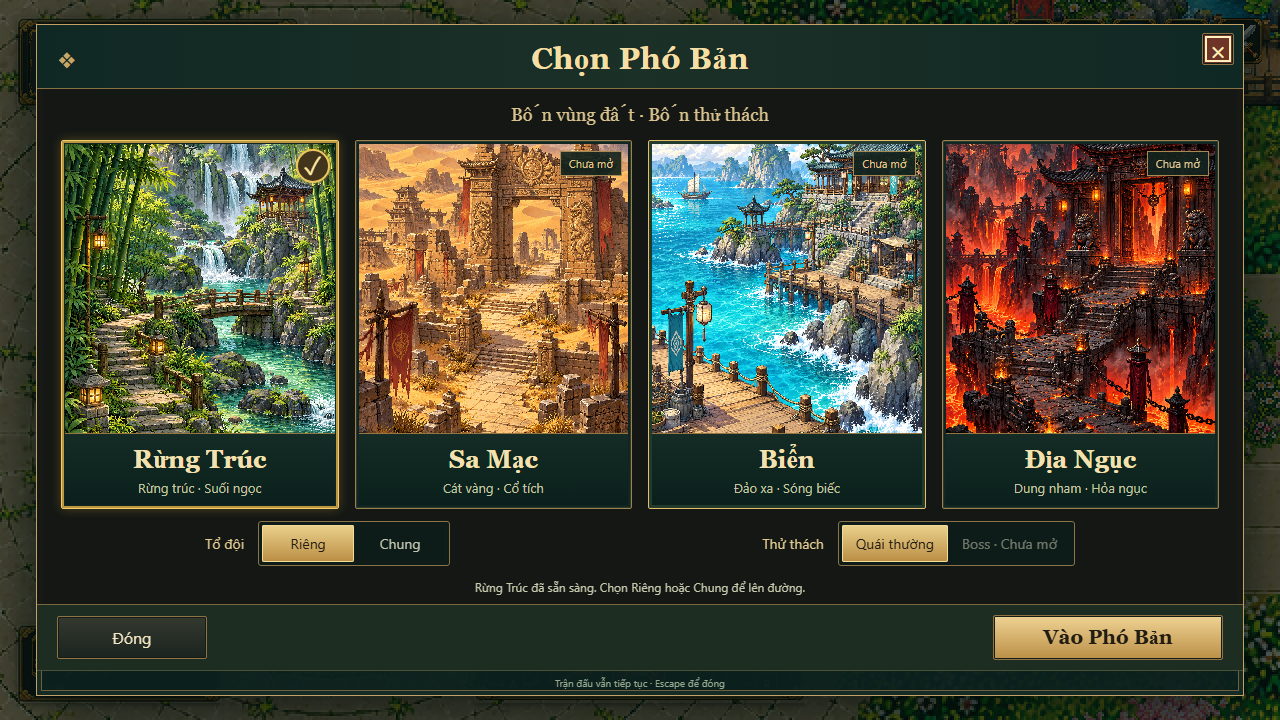 Chọn Phó Bản
Bốn vùng đất · Bốn thử thách
Chưa mở
Chưa mở
Chưa mở
Rừng Trúc
Rừng trúc · Suối ngọc
Sa Mạc
Cát vàng · Cổ tích
Biển
Đảo xa · Sóng biếc
Địa Ngục
Dung nham · Hỏa ngục
Tổ đội
Riêng
Chung
Thử thách
Quái thường
Boss · Chưa mở
Rừng Trúc đã sẵn sàng. Chọn Riêng hoặc Chung để lên đường.
Đóng
Vào Phó Bản
Trận đấu vẫn tiếp tục · Escape để đóng